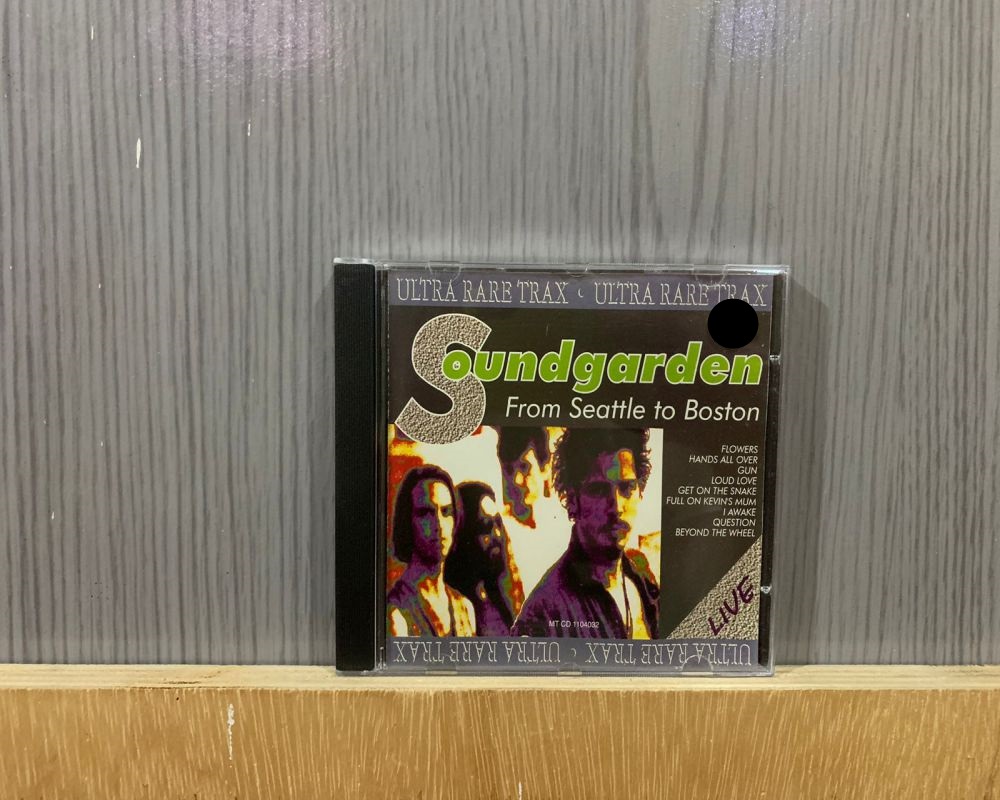 ULTRA RARE TRAX ULTRA RARE TRAX
Soundgarden
From Seattle to Boston
FLOWERS
HANDS ALL OVER
GUN
LOUD LOVE
GET ON THE SNAKE
FULL ON KEVIN'S MUM
I AWAKE
QUESTION
BEYOND THE WHEEL
LIVE
MT CD 1104092
ULTRA RARE TRAX ULTRA RARE TRAX